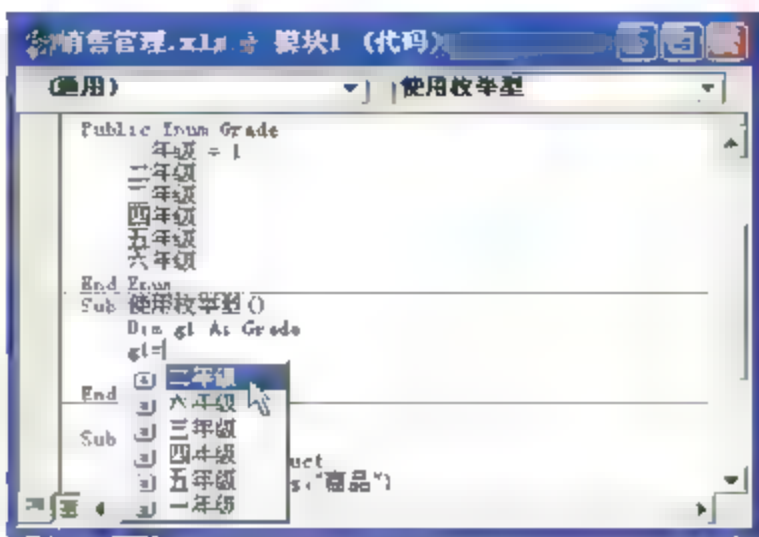 销售管理.xls - 模块1 (代码)
(通用)
使用枚举型
Public Enum Grade
一年级 = 1
二年级
三年级
四年级
五年级
六年级
End Enum
Sub 使用枚举型()
Dim g1 As Grade
g1=
二年级
End
六年级
三年级
Sub
四年级
uct
五年级
s("商品")
一年级